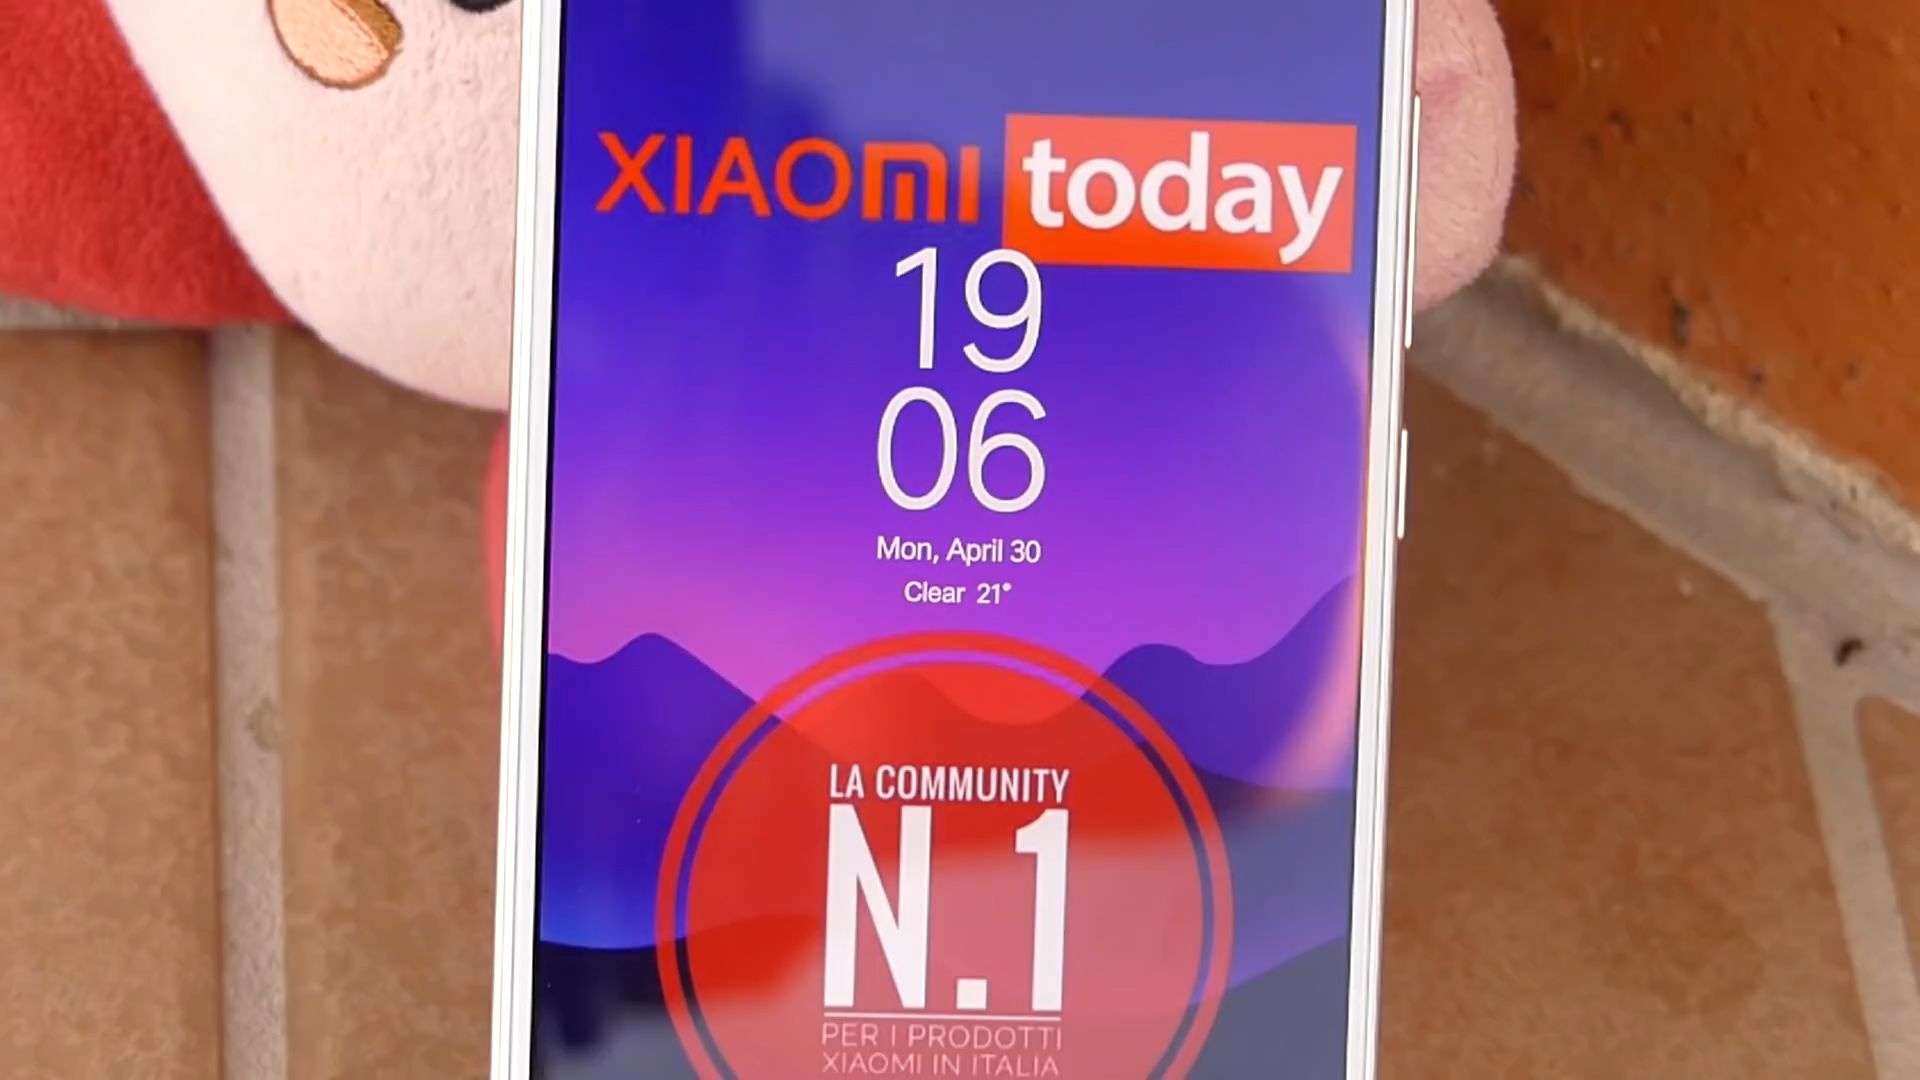 XIAOMI today
19
06
Mon, April 30
Clear 21°
LA COMMUNITY
N.1
PER I PRODOTTI
XIAOMI IN ITALIA